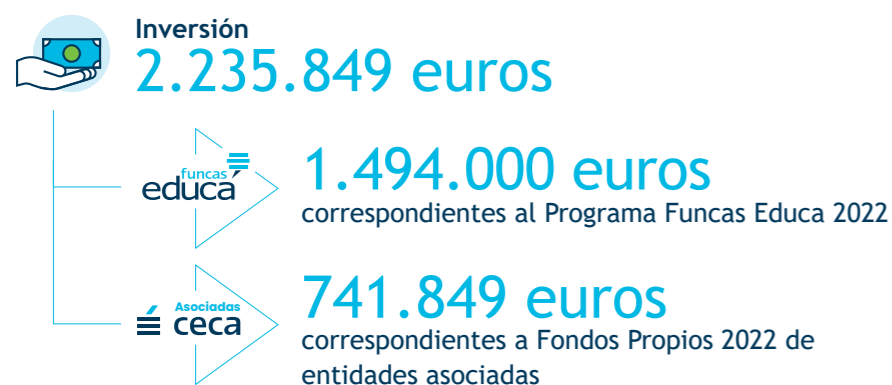 Inversión
2.235.849 euros
funcas
educa
1.494.000 euros
correspondientes al Programa Funcas Educa 2022
Asociadas
ceca
741.849 euros
correspondientes a Fondos Propios 2022 de
entidades asociadas